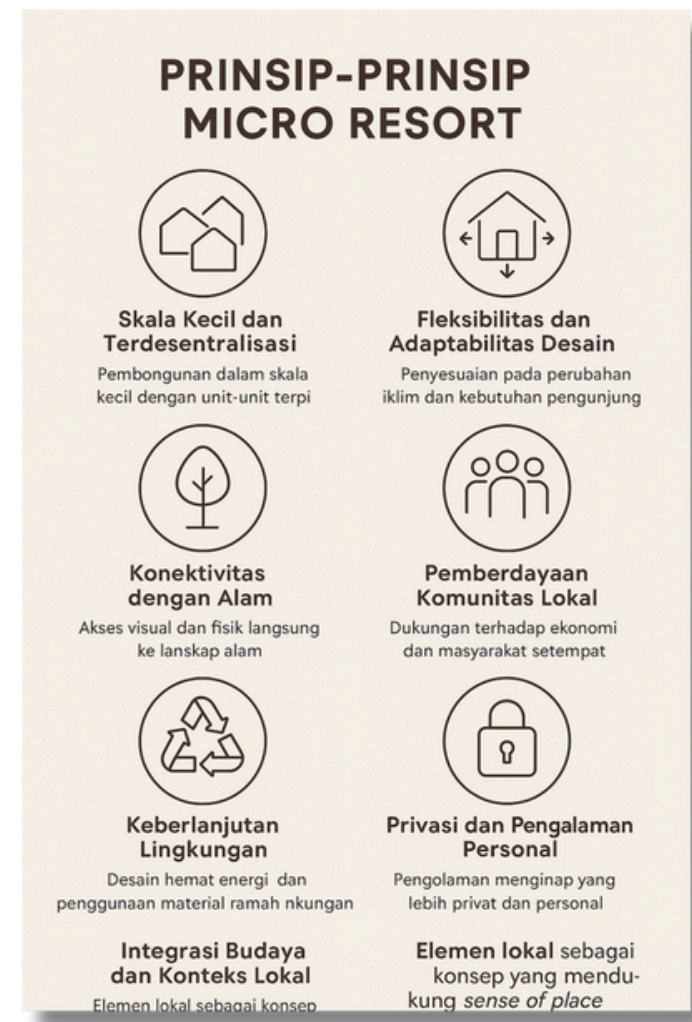 PRINSIP-PRINSIP
MICRO RESORT
Skala Kecil dan
Terdesentralisasi
Pembongunan dalam skala
kecil dengan unit-unit terpi
Fleksibilitas dan
Adaptabilitas Desain
Penyesuaian pada perubahan
iklim dan kebutuhan pengunjung
Konektivitas
dengan Alam
Akses visual dan fisik langsung
ke lanskap alam
Pemberdayaan
Komunitas Lokal
Dukungan terhadap ekonomi
dan masyarakat setempat
Keberlanjutan
Lingkungan
Desain hemat energi dan
penggunaan material ramah nkungan
Privasi dan Pengalaman
Personal
Pengolaman menginap yang
lebih privat dan personal
Integrasi Budaya
dan Konteks Lokal
Elemen lokal sebagai konsep
Elemen lokal sebagai
konsep yang mendu-
kung sense of place